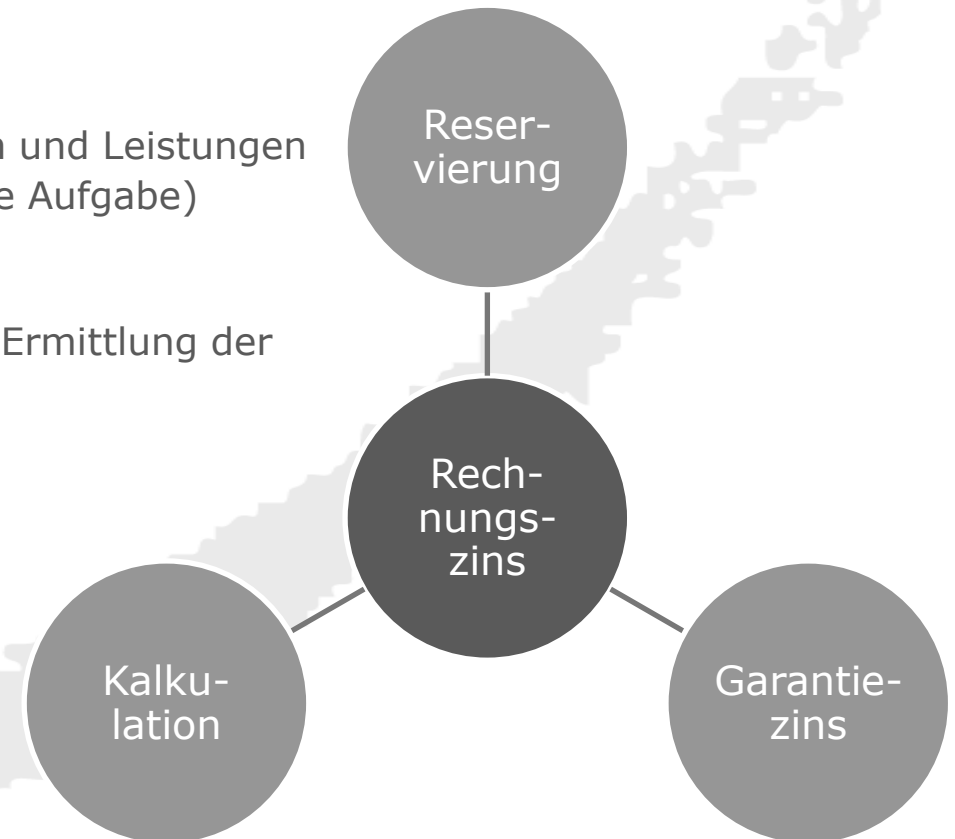 und Leistungen
Aufgabe)
Ermittlung der
Reser-
vierung
Rech-
nungs-
zins
Kalku-
lation
Garantie-
zins